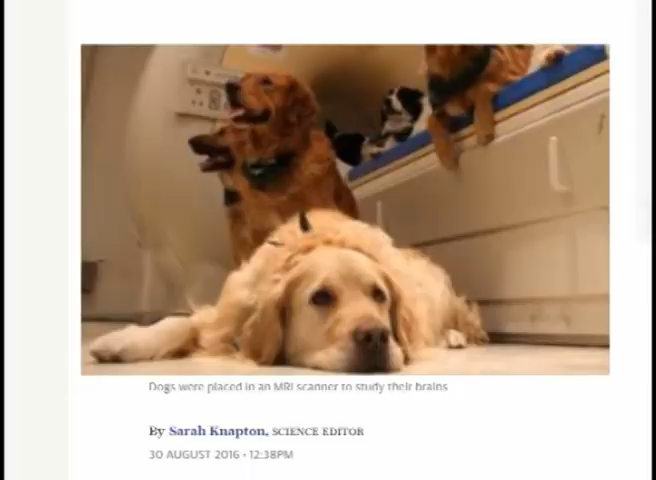 Dogs were placed in an MRI scanner to study their brains
By Sarah Knapton, SCIENCE EDITOR
30 AUGUST 2016 • 12:38PM